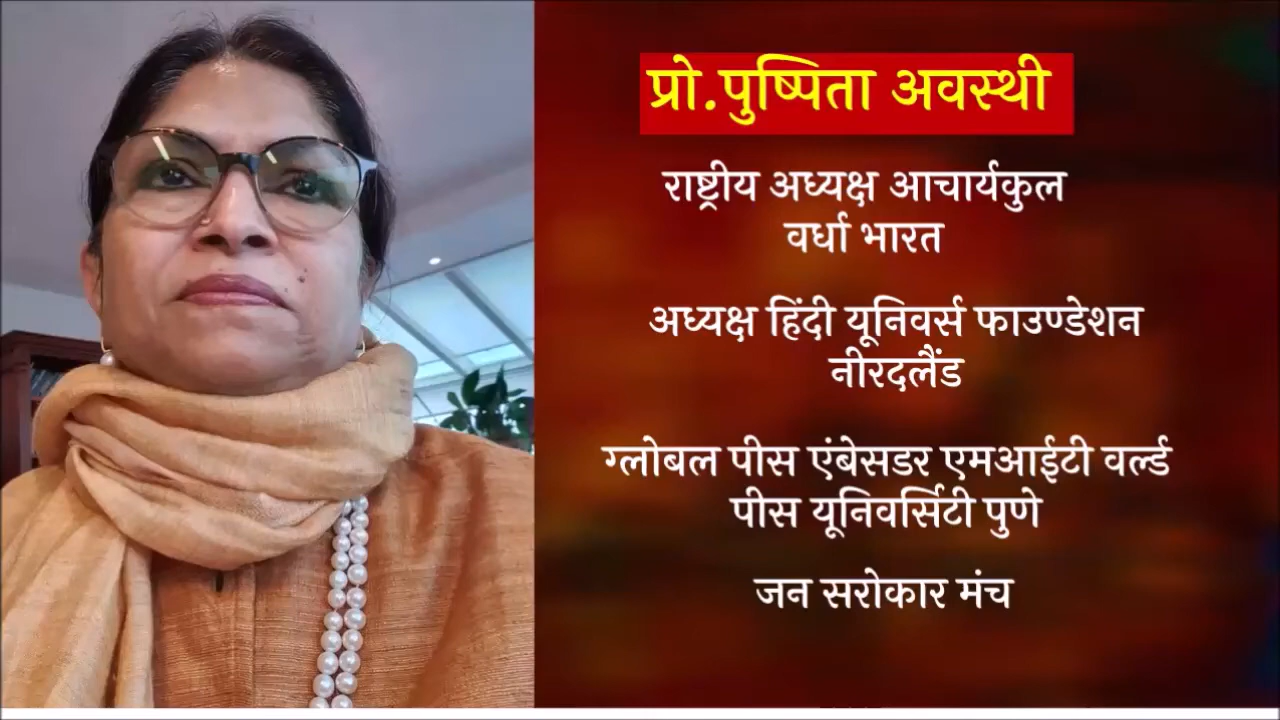 प्रो.पुष्पिता अवस्थी
राष्ट्रीय अध्यक्ष आचार्यकुल
वर्धा भारत
अध्यक्ष हिंदी यूनिवर्स फाउण्डेशन
नीरदलैंड
ग्लोबल पीस एंबेसडर एमआईटी वर्ल्ड
पीस यूनिवर्सिटी पुणे
जन सरोकार मंच